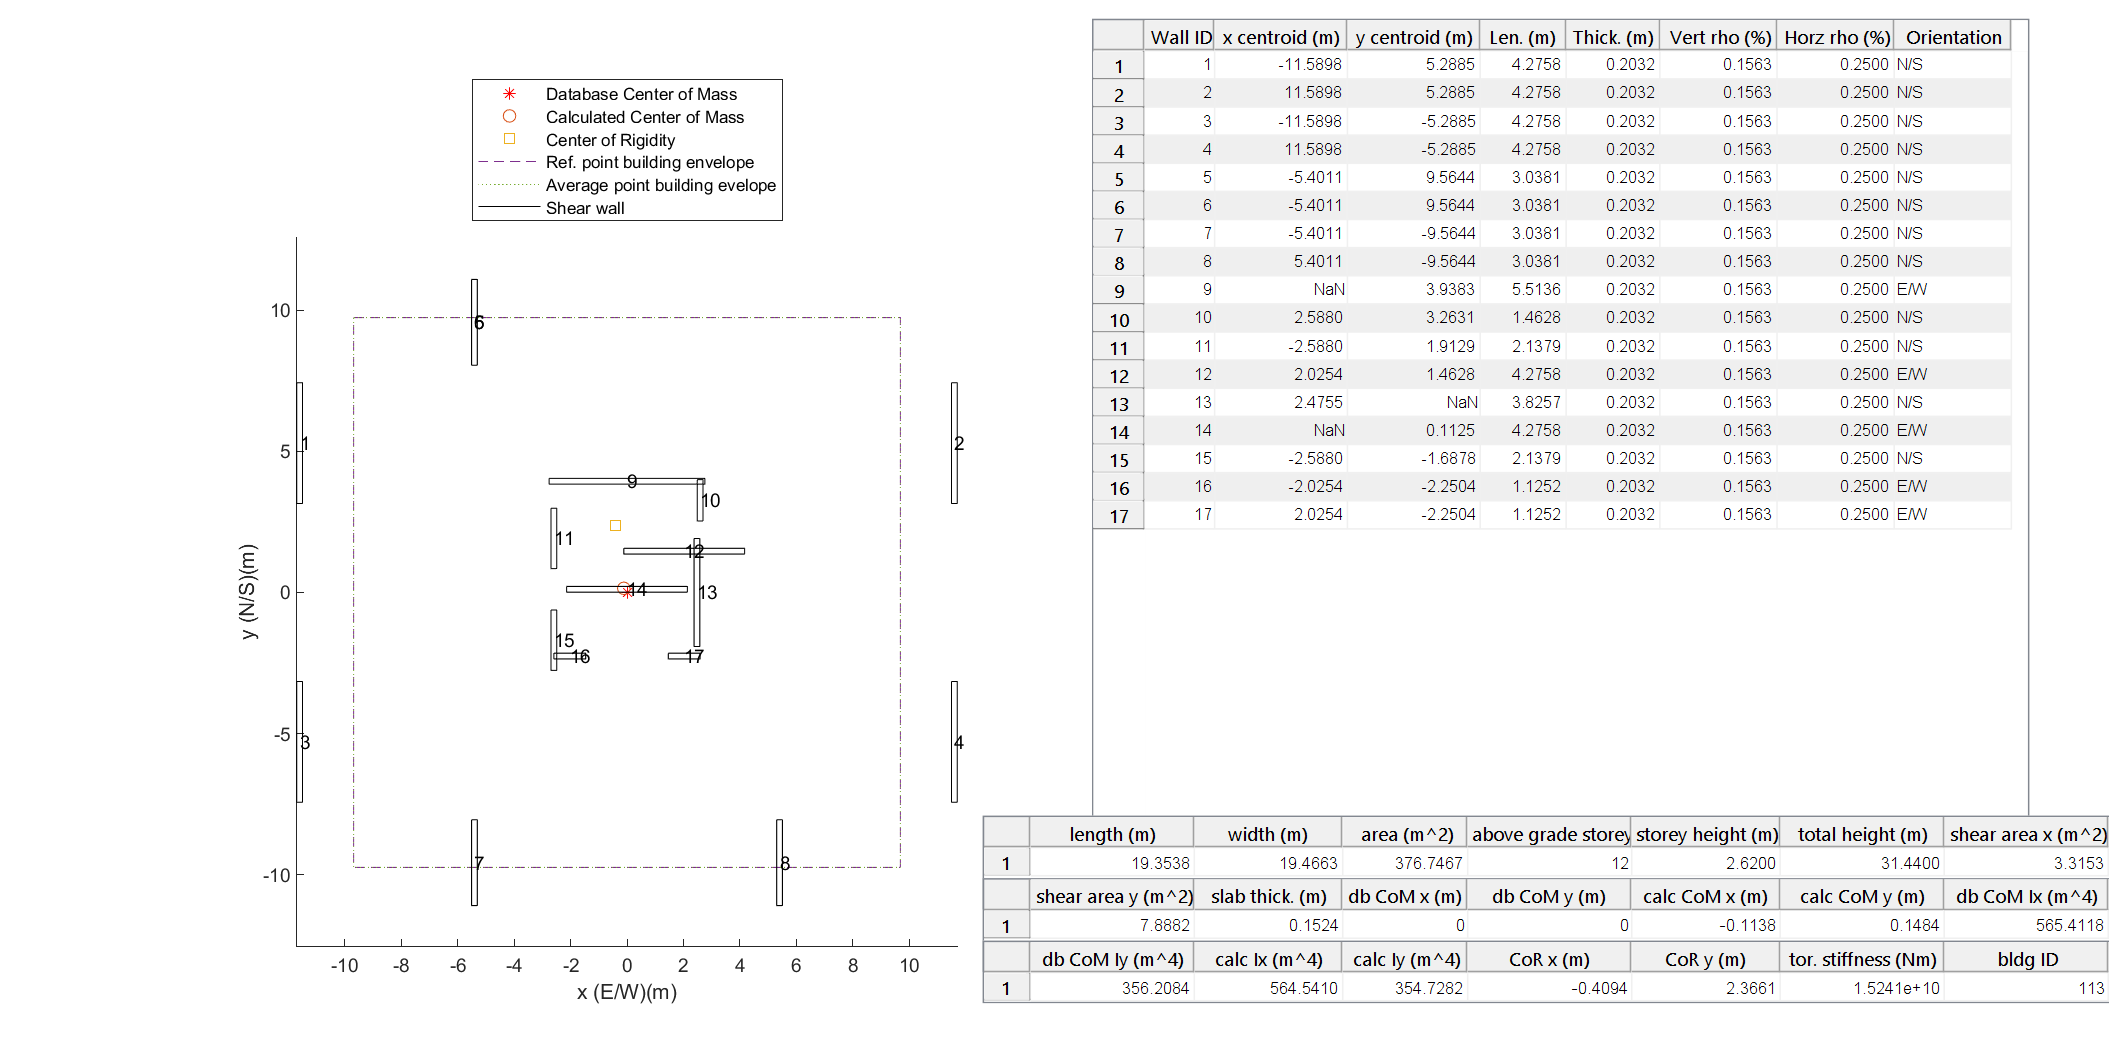 Database Center of Mass
Calculated Center of Mass
Center of Rigidity
Ref. point building envelope
Average point building evelope
Shear wall
y (N/S)(m)
10
5
0
-5
-10
-10 -8 -6 -4 -2 0 2 4 6 8 10
x (E/W)(m)
6
1
2
9
10
11
12
14
13
15
16
17
3
4
7
8
Wall ID x centroid (m) y centroid (m) Len. (m) Thick. (m) Vert rho (%) Horz rho (%) Orientation
1 1 -11.5898 5.2885 4.2758 0.2032 0.1563 0.2500 N/S
2 2 11.5898 5.2885 4.2758 0.2032 0.1563 0.2500 N/S
3 3 -11.5898 -5.2885 4.2758 0.2032 0.1563 0.2500 N/S
4 4 11.5898 -5.2885 4.2758 0.2032 0.1563 0.2500 N/S
5 5 -5.4011 9.5644 3.0381 0.2032 0.1563 0.2500 N/S
6 6 -5.4011 9.5644 3.0381 0.2032 0.1563 0.2500 N/S
7 7 -5.4011 -9.5644 3.0381 0.2032 0.1563 0.2500 N/S
8 8 5.4011 -9.5644 3.0381 0.2032 0.1563 0.2500 N/S
9 9 NaN 3.9383 5.5136 0.2032 0.1563 0.2500 E/W
10 10 2.5880 3.2631 1.4628 0.2032 0.1563 0.2500 N/S
11 11 -2.5880 1.9129 2.1379 0.2032 0.1563 0.2500 N/S
12 12 2.0254 1.4628 4.2758 0.2032 0.1563 0.2500 E/W
13 13 2.4755 NaN 3.8257 0.2032 0.1563 0.2500 N/S
14 14 NaN 0.1125 4.2758 0.2032 0.1563 0.2500 E/W
15 15 -2.5880 -1.6878 2.1379 0.2032 0.1563 0.2500 N/S
16 16 -2.0254 -2.2504 1.1252 0.2032 0.1563 0.2500 E/W
17 17 2.0254 -2.2504 1.1252 0.2032 0.1563 0.2500 E/W
length (m) width (m) area (m^2) above grade storey storey height (m) total height (m) shear area x (m^2)
1 19.3538 19.4663 376.7467 12 2.6200 31.4400 3.3153
shear area y (m^2) slab thick. (m) db CoM x (m) db CoM y (m) calc CoM x (m) calc CoM y (m) db CoM Ix (m^4)
1 7.8882 0.1524 0 0 -0.1138 0.1484 565.4118
db CoM Iy (m^4) calc Ix (m^4) calc Iy (m^4) CoR x (m) CoR y (m) tor. stiffness (Nm) bldg ID
1 356.2084 564.5410 354.7282 -0.4094 2.3661 1.5241e+10 113